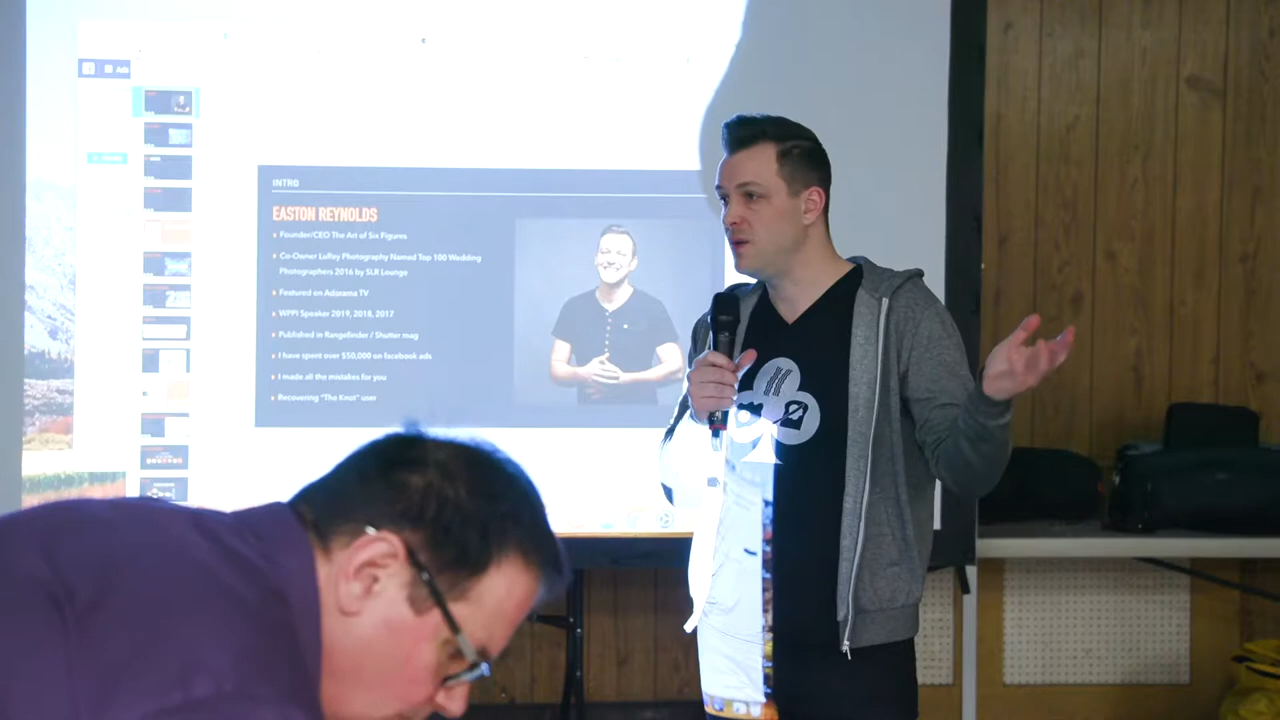 Ads
INTRO
EASTON REYNOLDS
Founder/CEO The Art of Six Figures
Co-Owner LuRey Photography Named Top 100 Wedding
Photographers 2016 by SLR Lounge
Featured on Adorama TV
WPPI Speaker 2019, 2018, 2017
Published in Rangefinder / Shutter mag
I have spent over $50,000 on facebook ads
I made all the mistakes for you
Recovering "The Knot" user